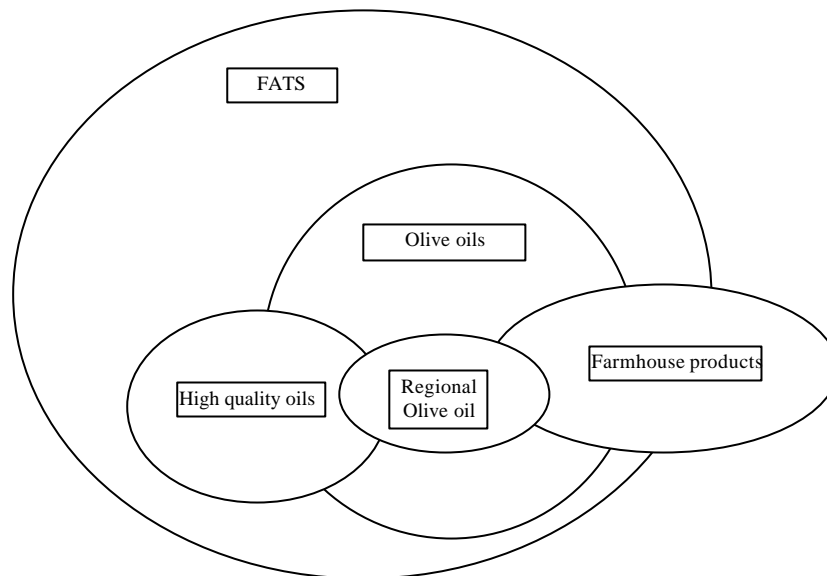 FATS
Olive oils
Farmhouse products
High quality oils
Regional
Olive oil